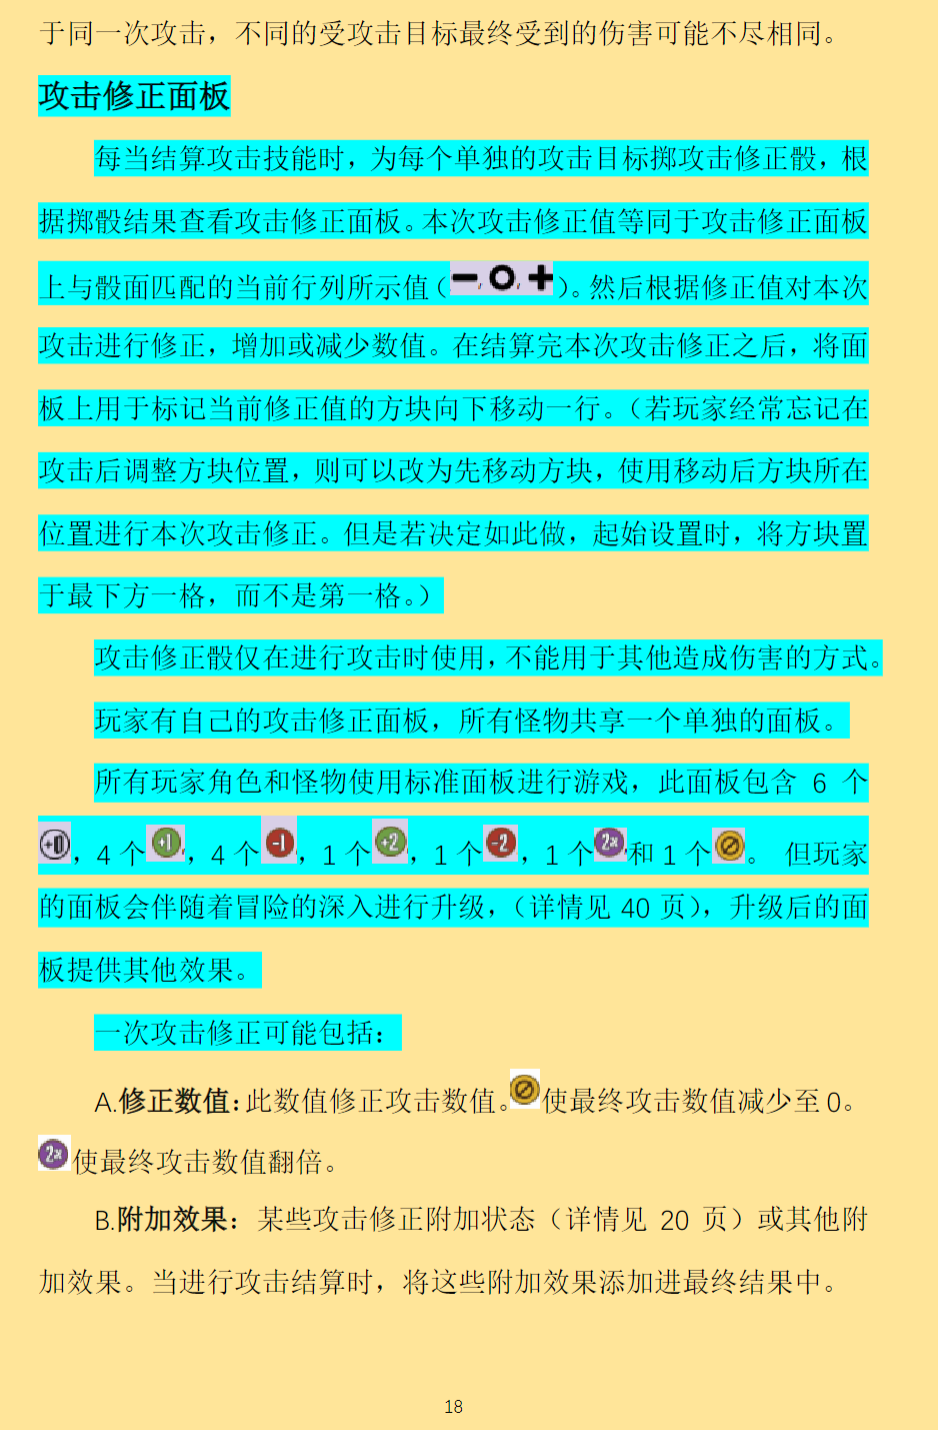 于同一次攻击，不同的受攻击目标最终受到的伤害可能不尽相同。
攻击修正面板
每当结算攻击技能时，为每个单独的攻击目标掷攻击修正骰，根
据掷骰结果查看攻击修正面板。本次攻击修正值等同于攻击修正面板
上与骰面匹配的当前行列所示值（－, O, ＋）。然后根据修正值对本次
攻击进行修正，增加或减少数值。在结算完本次攻击修正之后，将面
板上用于标记当前修正值的方块向下移动一行。（若玩家经常忘记在
攻击后调整方块位置，则可以改为先移动方块，使用移动后方块所在
位置进行本次攻击修正。但是若决定如此做，起始设置时，将方块置
于最下方一格，而不是第一格。）
攻击修正骰仅在进行攻击时使用，不能用于其他造成伤害的方式。
玩家有自己的攻击修正面板，所有怪物共享一个单独的面板。
所有玩家角色和怪物使用标准面板进行游戏，此面板包含 6 个
+0，4 个+1，4 个-1，1 个+2，1 个-2，1 个2x和 1 个。 但玩家
的面板会伴随着冒险的深入进行升级，（详情见 40 页），升级后的面
板提供其他效果。
一次攻击修正可能包括：
A.修正数值：此数值修正攻击数值。使最终攻击数值减少至 0。
2x使最终攻击数值翻倍。
B.附加效果：某些攻击修正附加状态（详情见 20 页）或其他附
加效果。当进行攻击结算时，将这些附加效果添加进最终结果中。
18